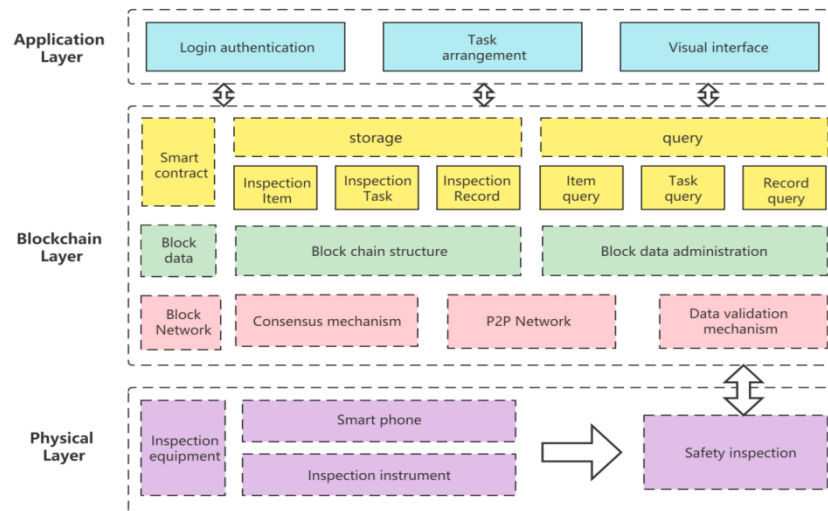 Application
Layer
Login authentication
Task
arrangement
Visual interface
Blockchain
Layer
Smart
contract
storage
query
Inspection
Item
Inspection
Task
Inspection
Record
Item
query
Task
query
Record
query
Block
data
Block chain structure
Block data administration
Block
Network
Consensus mechanism
P2P Network
Data validation
mechanism
Physical
Layer
Inspection
equipment
Smart phone
Inspection instrument
Safety inspection